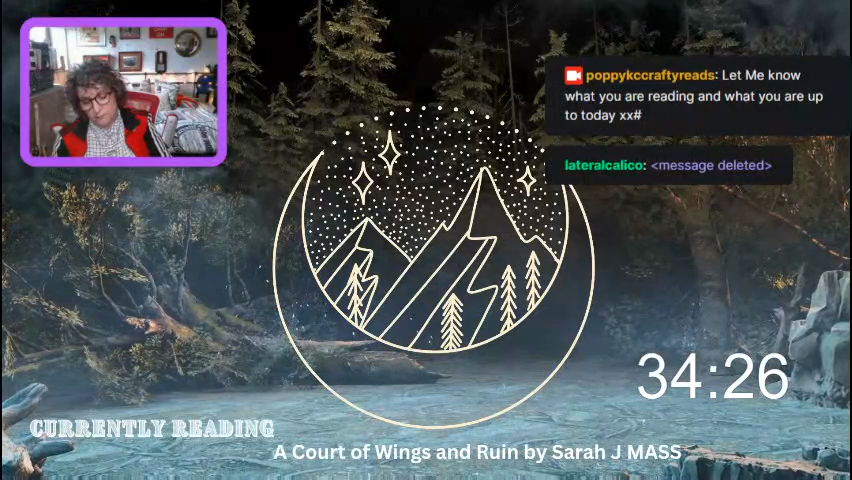 poppykccraftyreads: Let Me know
what you are reading and what you are up
to today xx#
lateralcalico: <message deleted>
34:26
CURRENTLY READING
A Court of Wings and Ruin by Sarah J MASS